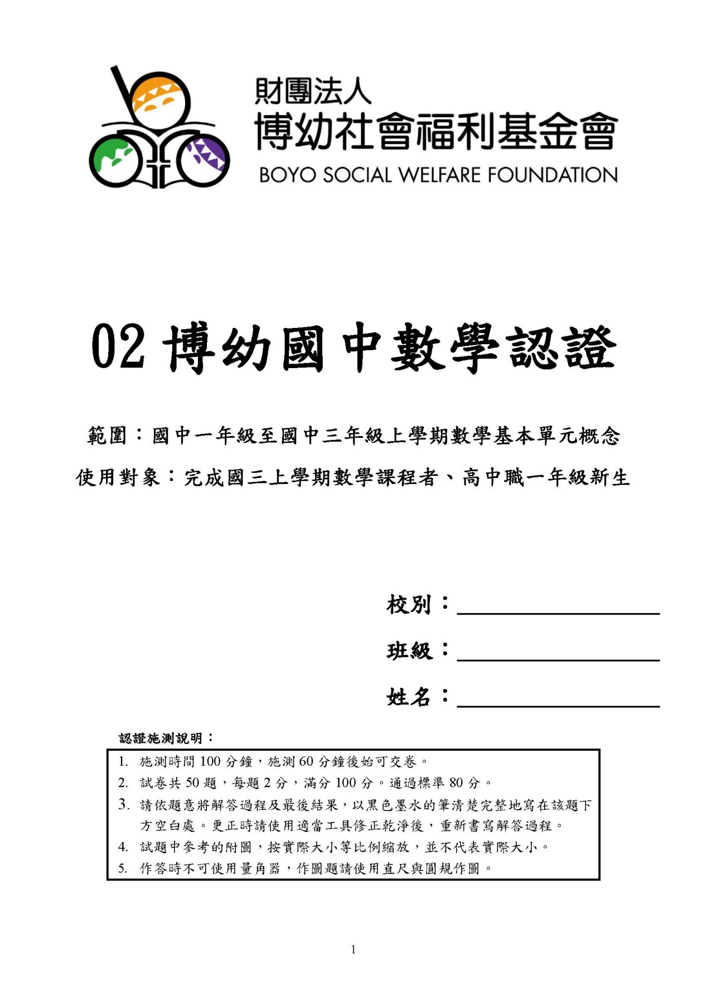 財團法人
博幼社會福利基金會
BOYO SOCIAL WELFARE FOUNDATION
02 博幼國中數學認證
範圍：國中一年級至國中三年級上學期數學基本單元概念
使用對象：完成國三上學期數學課程者、高中職一年級新生
校別：
班級：
姓名：
認證施測說明：
1. 施測時間 100 分鐘，施測 60 分鐘後始可交卷。
2. 試卷共 50 題，每題 2 分，滿分 100 分。通過標準 80 分。
3. 請依題意將解答過程及最後結果，以黑色墨水的筆清楚完整地寫在該題下
方空白處。更正時請使用適當工具修正乾淨後，重新書寫解答過程。
4. 試題中參考的附圖，按實際大小等比例縮放，並不代表實際大小。
5. 作答時不可使用量角器，作圖題請使用直尺與圓規作圖。
1